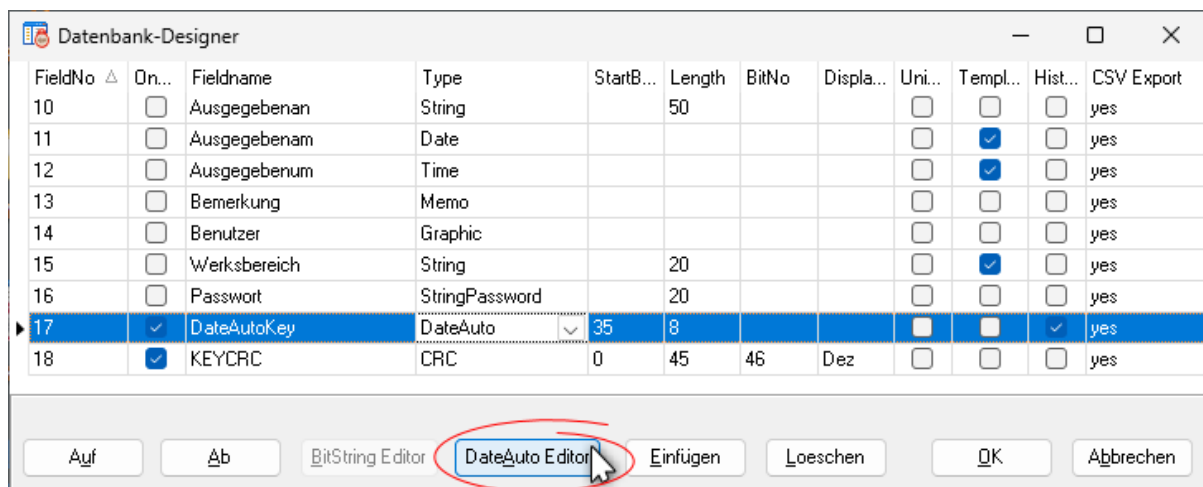 Datenbank-Designer
FieldNo On... Fieldname Type StartB... Length BitNo Displa... Uni... Templ... Hist... CSV Export
10 Ausgegebenan String 50 yes
11 Ausgegebenam Date yes
12 Ausgegebenum Time yes
13 Bemerkung Memo yes
14 Benutzer Graphic yes
15 Werksbereich String 20 yes
16 Passwort StringPassword 20 yes
17 DateAutoKey DateAuto 35 8 yes
18 KEYCRC CRC 0 45 46 Dez yes
Auf Ab BitString Editor DateAuto Editor Einfügen Loeschen OK Abbrechen